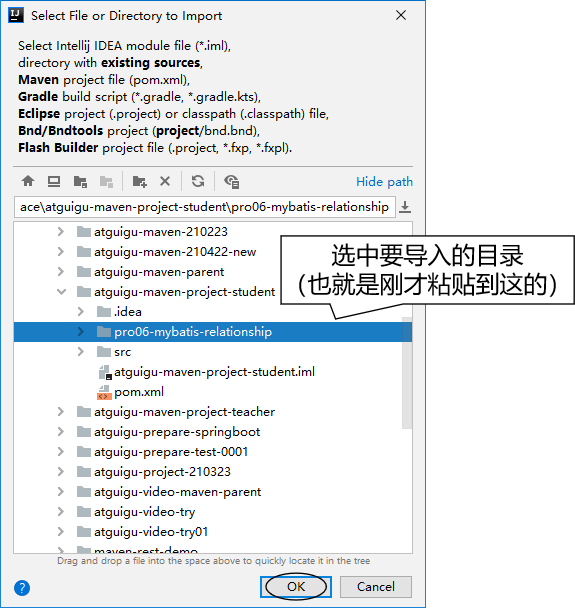 Select File or Directory to Import
Select Intellij IDEA module file (*.iml),
directory with existing sources,
Maven project file (pom.xml),
Gradle build script (*.gradle, *.gradle.kts),
Eclipse project (.project) or classpath (.classpath) file,
Bnd/Bndtools project (project/bnd.bnd),
Flash Builder project file (.project, *.fxp, *.fxpl).
Hide path
ace\atguigu-maven-project-student\pro06-mybatis-relationship
atguigu-maven-210223
atguigu-maven-210422-new
atguigu-maven-parent
atguigu-maven-project-student
选中要导入的目录
（也就是刚才粘贴到这的）
.idea
pro06-mybatis-relationship
src
atguigu-maven-project-student.iml
pom.xml
atguigu-maven-project-teacher
atguigu-prepare-springboot
atguigu-prepare-test-0001
atguigu-project-210323
atguigu-video-maven-parent
atguigu-video-try
atguigu-video-try01
maven-rest-demo
Drag and drop a file into the space above to quickly locate it in the tree
? OK Cancel